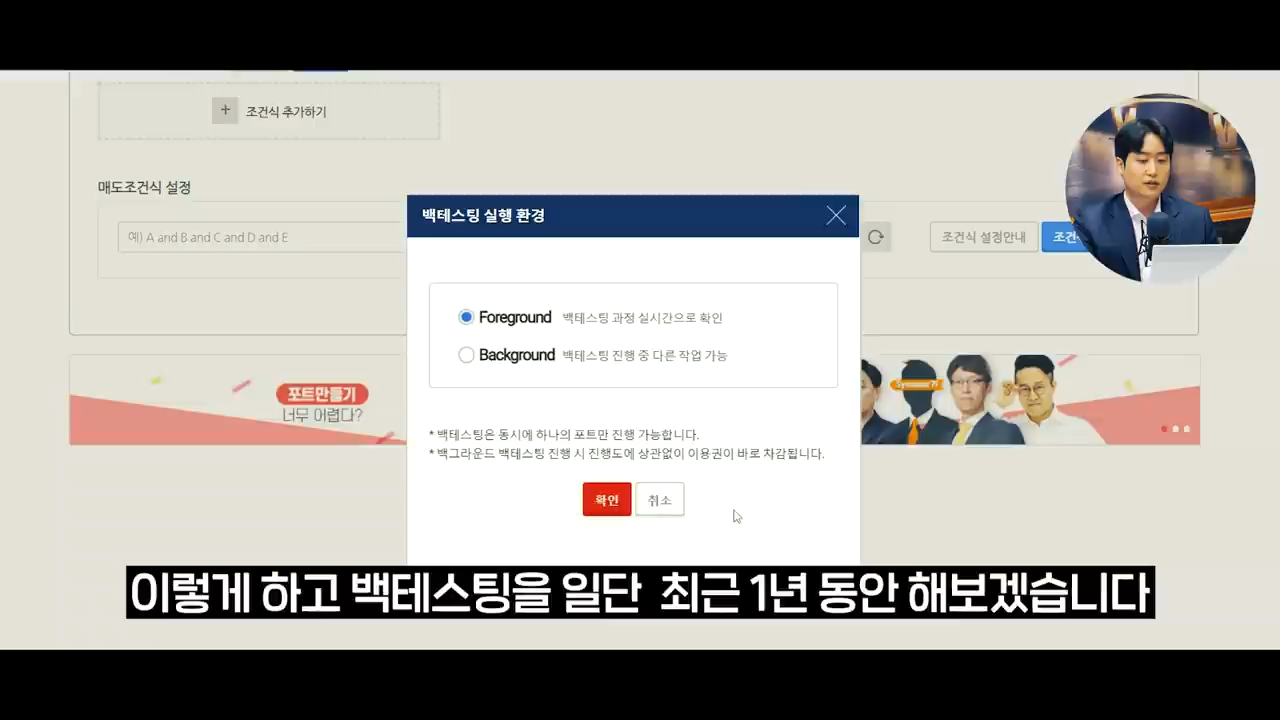 + 조건식 추가하기
매도조건식 설정
예) A and B and C and D and E
조건식 설정안내
백테스팅 실행 환경
Foreground 백테스팅 과정 실시간으로 확인
Background 백테스팅 진행 중 다른 작업 가능
* 백테스팅은 동시에 하나의 포트만 진행 가능합니다.
* 백그라운드 백테스팅 진행 시 진행도에 상관없이 이용권이 바로 차감됩니다.
확인 취소
포트만들기
너무 어렵다?
이렇게 하고 백테스팅을 일단 최근 1년 동안 해보겠습니다